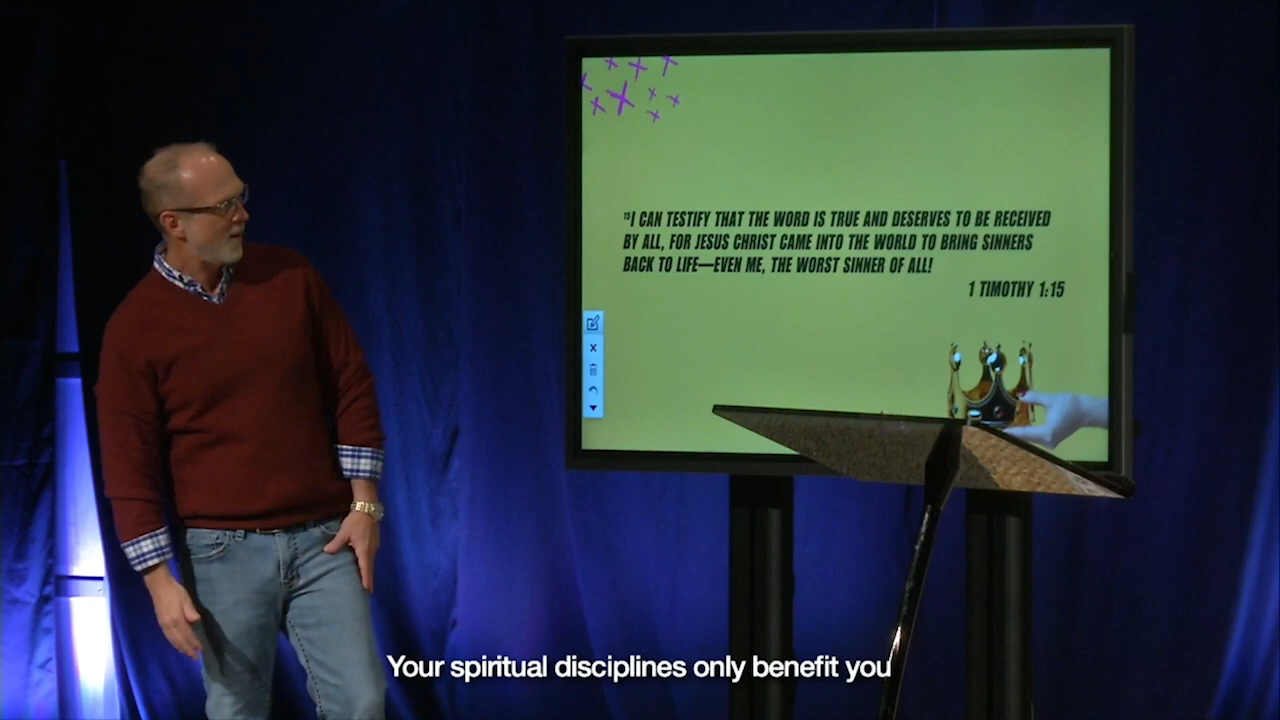 ¹⁵I CAN TESTIFY THAT THE WORD IS TRUE AND DESERVES TO BE RECEIVED
BY ALL, FOR JESUS CHRIST CAME INTO THE WORLD TO BRING SINNERS
BACK TO LIFE—EVEN ME, THE WORST SINNER OF ALL!
1 TIMOTHY 1:15
Your spiritual disciplines only benefit you